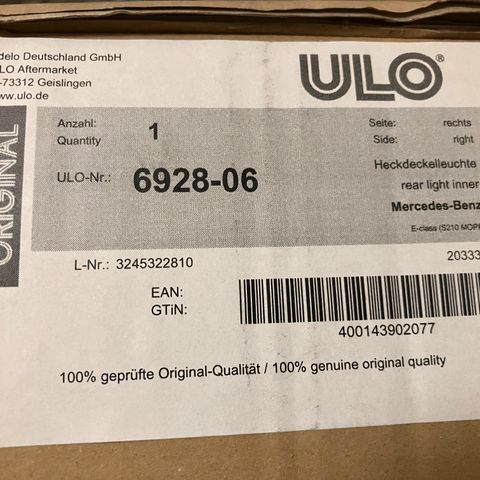 delo Deutschland GmbH
LO Aftermarket
-73312 Geislingen
www.ulo.de
ULO®
ORIGINAL
Anzahl: 1
Quantity
Seite: rechts
Side: right
ULO-Nr.: 6928-06
Heckdeckelleuchte
rear light inner
Mercedes-Benz
E-class (S210 MOPF
L-Nr.: 3245322810
20333
EAN:
GTiN:
400143902077
100% geprüfte Original-Qualität / 100% genuine original quality